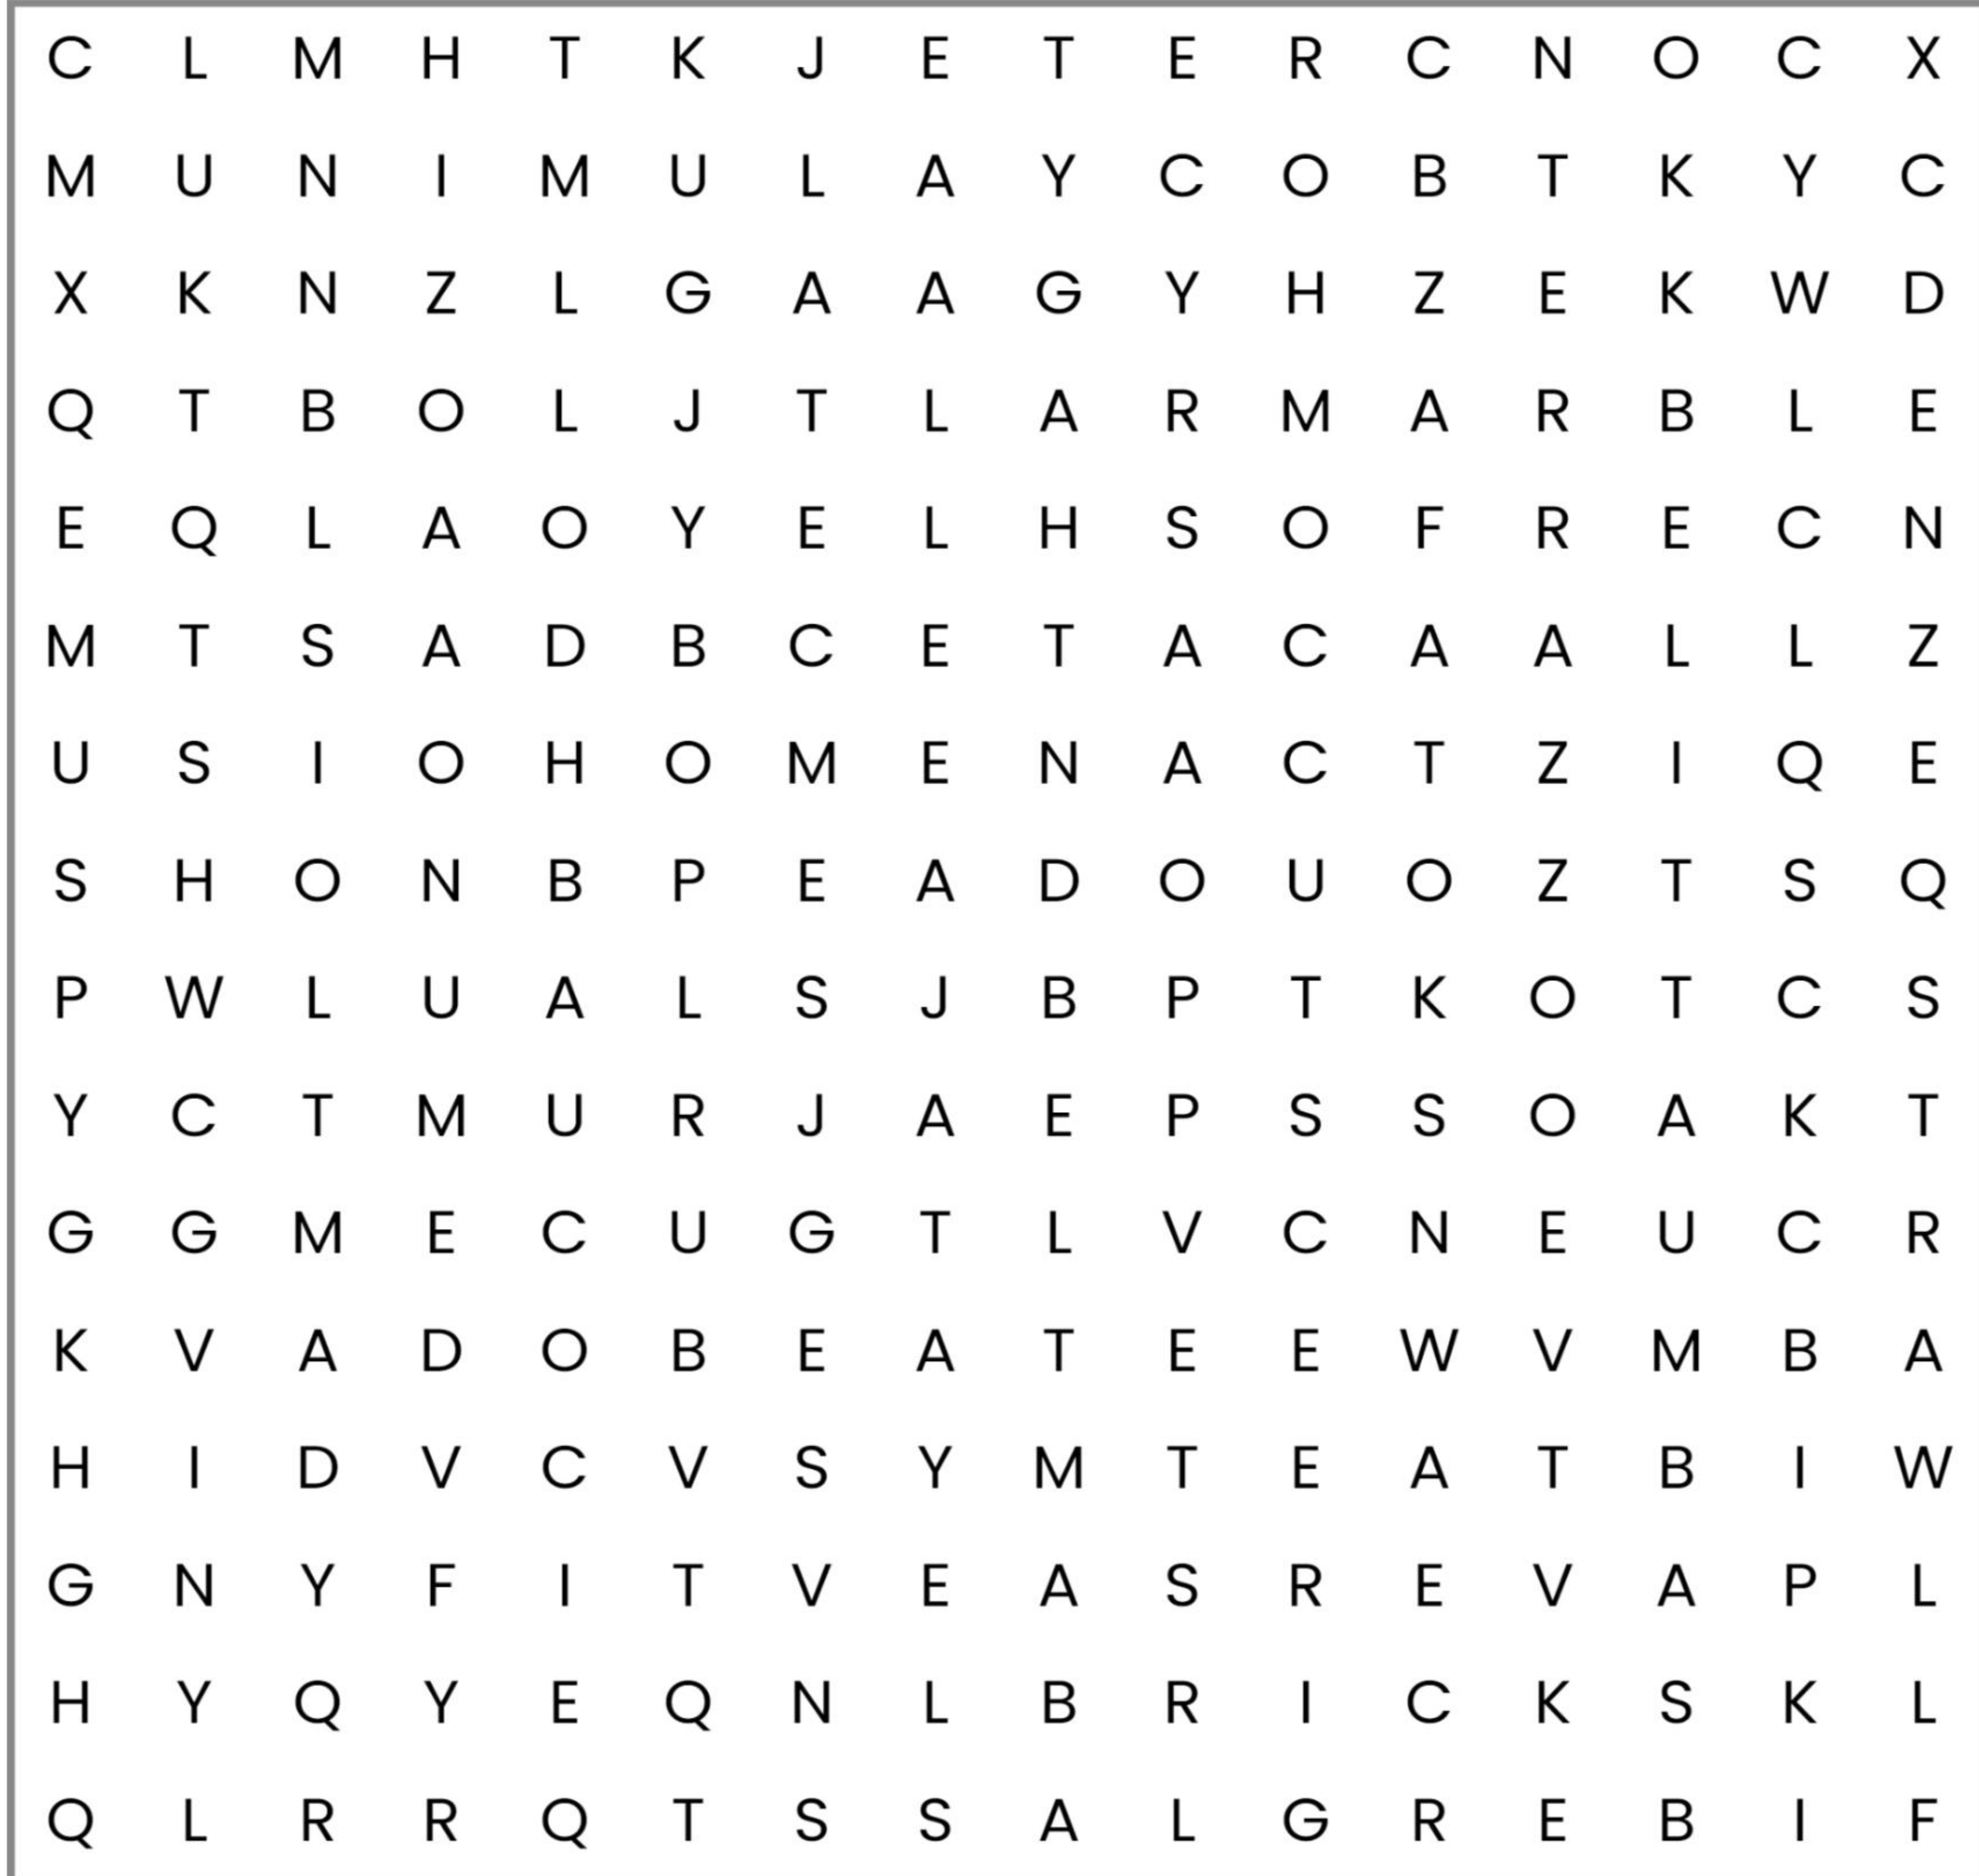 C L M H T K J E T E R C N O C X
M U N I M U L A Y C O B T K Y C
X K N Z L G A A G Y H Z E K W D
Q T B O L J T L A R M A R B L E
E Q L A O Y E L H S O F R E C N
M T S A D B C E T A C A A L L Z
U S I O H O M E N A C T Z I Q E
S H O N B P E A D O U O Z T S Q
P W L U A L S J B P T K O T C S
Y C T M U R J A E P S S O A K T
G G M E C U G T L V C N E U C R
K V A D O B E A T E E W V M B A
H I D V C V S Y M T E A T B I W
G N Y F I T V E A S R E V A P L
H Y Q Y E Q N L B R I C K S K L
Q L R R Q T S S A L G R E B I F